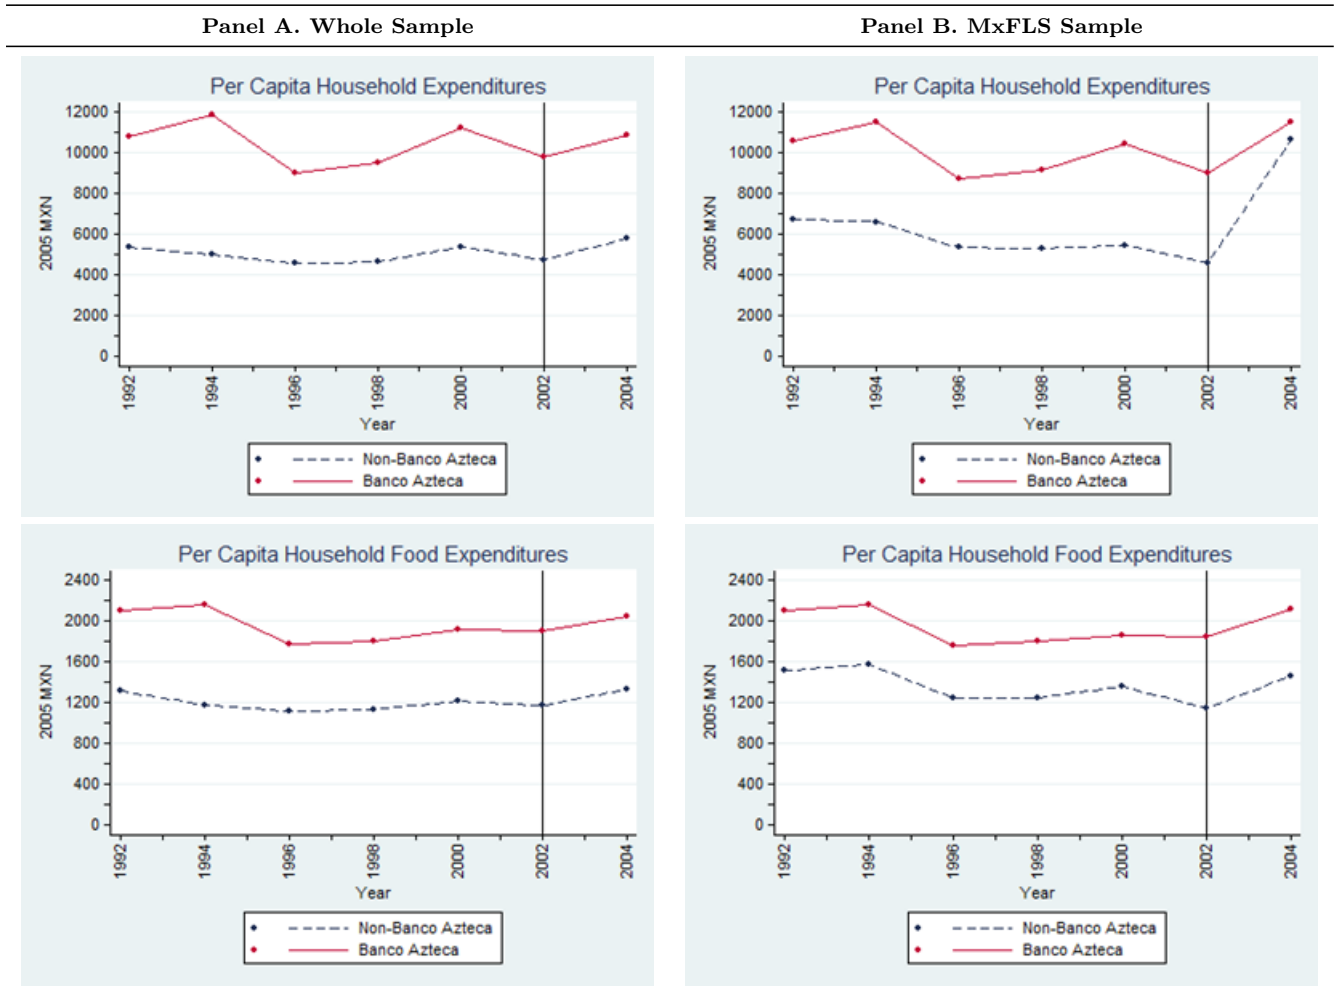 Panel A. Whole Sample
Panel B. MxFLS Sample
Per Capita Household Expenditures
12000
10000
8000
6000
4000
2000
0
2005 MXN
1992
1994
1996
1998
2000
2002
2004
Year
Non-Banco Azteca
Banco Azteca
Per Capita Household Expenditures
12000
10000
8000
6000
4000
2000
0
2005 MXN
1992
1994
1996
1998
2000
2002
2004
Year
Non-Banco Azteca
Banco Azteca
Per Capita Household Food Expenditures
2400
2000
1600
1200
800
400
0
2005 MXN
1992
1994
1996
1998
2000
2002
2004
Year
Non-Banco Azteca
Banco Azteca
Per Capita Household Food Expenditures
2400
2000
1600
1200
800
400
0
2005 MXN
1992
1994
1996
1998
2000
2002
2004
Year
Non-Banco Azteca
Banco Azteca